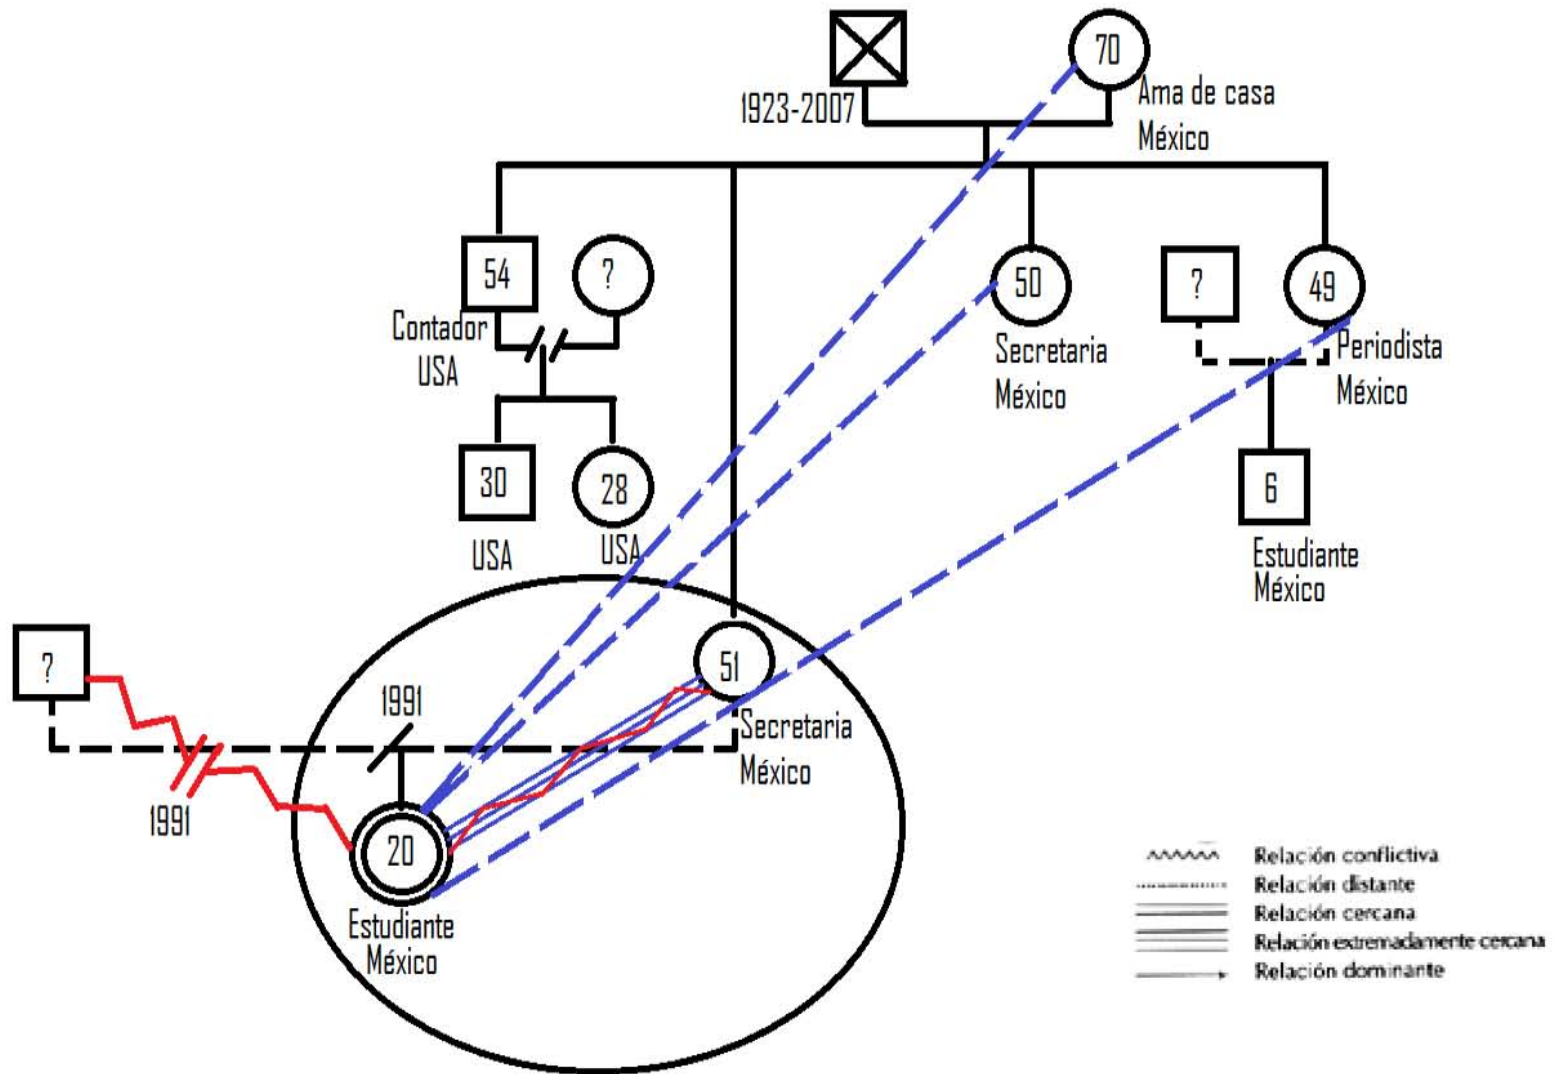 70
1923-2007
Ama de casa
México
54
?
Contador
USA
50
Secretaria
México
?
49
Periodista
México
30
USA
28
USA
6
Estudiante
México
?
1991
51
Secretaria
México
1991
20
Estudiante
México
Relación conflictiva
Relación distante
Relación cercana
Relación extremadamente cercana
Relación dominante